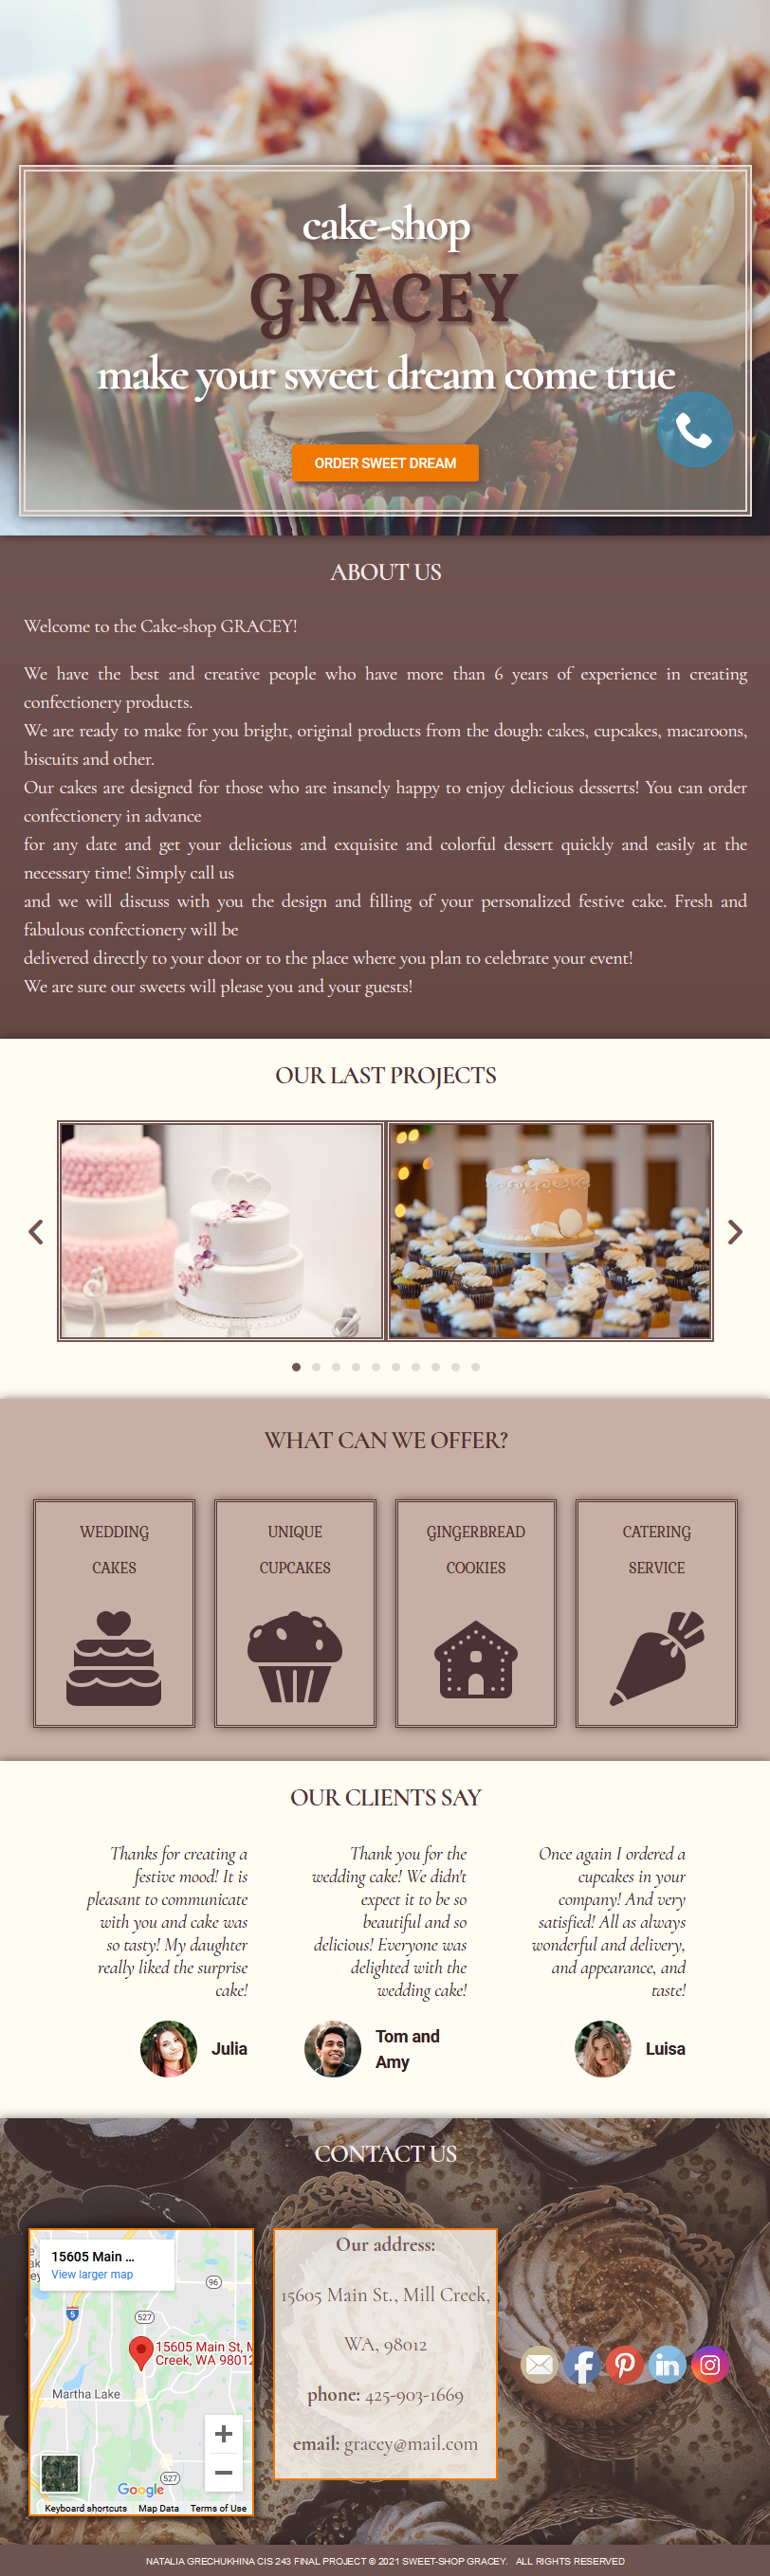 cake-shop
GRACEY
make your sweet dream come true
ORDER SWEET DREAM
ABOUT US
Welcome to the Cake-shop GRACEY!
We have the best and creative people who have more than 6 years of experience in creating
confectionery products.
We are ready to make for you bright, original products from the dough: cakes, cupcakes, macaroons,
biscuits and other.
Our cakes are designed for those who are insanely happy to enjoy delicious desserts! You can order
confectionery in advance
for any date and get your delicious and exquisite and colorful dessert quickly and easily at the
necessary time! Simply call us
and we will discuss with you the design and filling of your personalized festive cake. Fresh and
fabulous confectionery will be
delivered directly to your door or to the place where you plan to celebrate your event!
We are sure our sweets will please you and your guests!
OUR LAST PROJECTS
WHAT CAN WE OFFER?
WEDDING
CAKES
UNIQUE
CUPCAKES
GINGERBREAD
COOKIES
CATERING
SERVICE
OUR CLIENTS SAY
Thanks for creating a
festive mood! It is
pleasant to communicate
with you and cake was
so tasty! My daughter
really liked the surprise
cake!
Julia
Thank you for the
wedding cake! We didn't
expect it to be so
beautiful and so
delicious! Everyone was
delighted with the
wedding cake!
Tom and
Amy
Once again I ordered a
cupcakes in your
company! And very
satisfied! All as always
wonderful and delivery,
and appearance, and
taste!
Luisa
CONTACT US
15605 Main ...
View larger map
96
5
527
15605 Main St, M
Creek, WA 98012
Martha Lake
527
Google
Keyboard shortcuts Map Data Terms of Use
Our address:
15605 Main St., Mill Creek,
WA, 98012
phone: 425-903-1669
email: gracey@mail.com
in
NATALIA GRECHUKHINA CIS 243 FINAL PROJECT © 2021 SWEET-SHOP GRACEY. ALL RIGHTS RESERVED